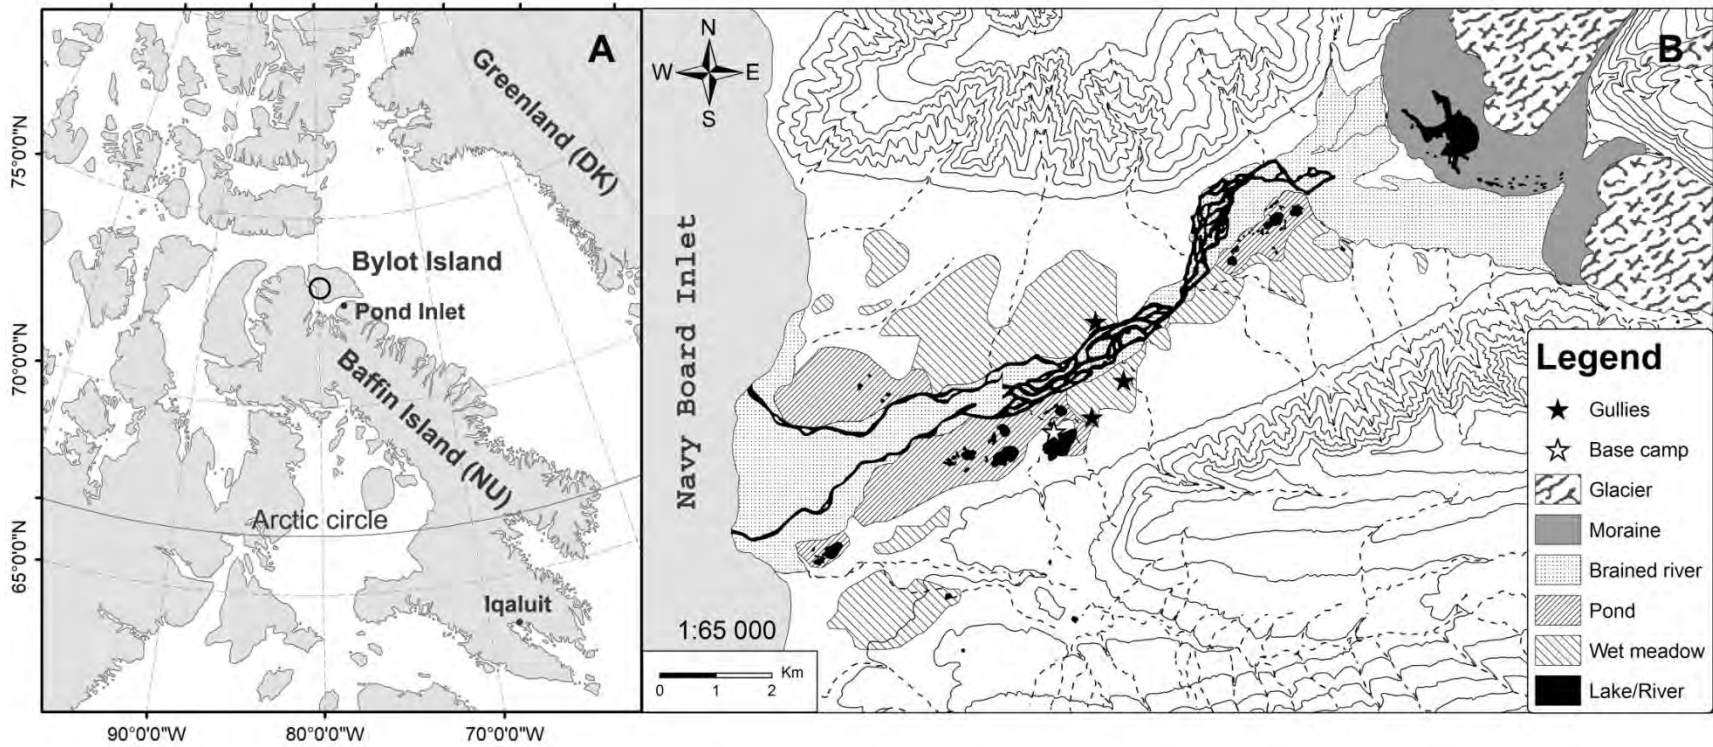 A
Greenland (DK)
Bylot Island
Pond Inlet
Baffin Island (NU)
Arctic circle
Iqaluit
75°0'0"N
70°0'0"N
65°0'0"N
90°0'0"W
80°0'0"W
70°0'0"W
B
N
W E
S
Navy Board Inlet
1:65 000
Km
0 1 2
Legend
Gullies
Base camp
Glacier
Moraine
Brained river
Pond
Wet meadow
Lake/River